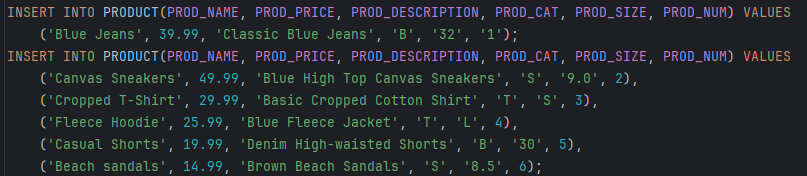 INSERT INTO PRODUCT(PROD_NAME, PROD_PRICE, PROD_DESCRIPTION, PROD_CAT, PROD_SIZE, PROD_NUM) VALUES
('Blue Jeans', 39.99, 'Classic Blue Jeans', 'B', '32', '1');
INSERT INTO PRODUCT(PROD_NAME, PROD_PRICE, PROD_DESCRIPTION, PROD_CAT, PROD_SIZE, PROD_NUM) VALUES
('Canvas Sneakers', 49.99, 'Blue High Top Canvas Sneakers', 'S', '9.0', 2),
('Cropped T-Shirt', 29.99, 'Basic Cropped Cotton Shirt', 'T', 'S', 3),
('Fleece Hoodie', 25.99, 'Blue Fleece Jacket', 'T', 'L', 4),
('Casual Shorts', 19.99, 'Denim High-waisted Shorts', 'B', '30', 5),
('Beach sandals', 14.99, 'Brown Beach Sandals', 'S', '8.5', 6);